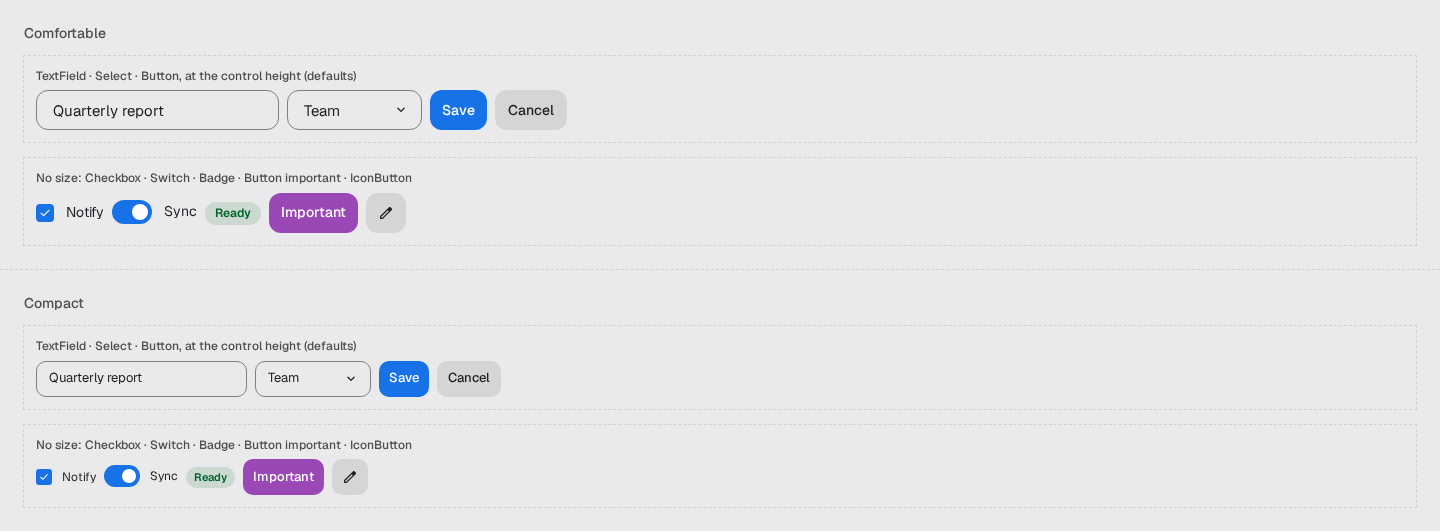 Comfortable
TextField · Select · Button, at the control height (defaults)
Quarterly report Team Save Cancel
No size: Checkbox · Switch · Badge · Button important · IconButton
Notify Sync Ready Important
Compact
TextField · Select · Button, at the control height (defaults)
Quarterly report Team Save Cancel
No size: Checkbox · Switch · Badge · Button important · IconButton
Notify Sync Ready Important